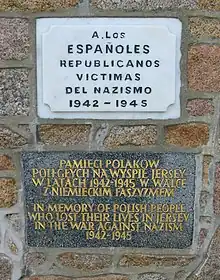 A LOS
ESPAÑOLES
REPUBLICANOS
VICTIMAS
DEL NAZISMO
1942 - 1945
PAMIĘCI POLAKÓW
POLEGŁYCH NA WYSPIE JERSEY
W LATACH 1942-1945 W WALCE
Z NIEMIECKIM FASZYZMEM
IN MEMORY OF POLISH PEOPLE
WHO LOST THEIR LIVES IN JERSEY
IN THE WAR AGAINST NAZISM
1942-1945